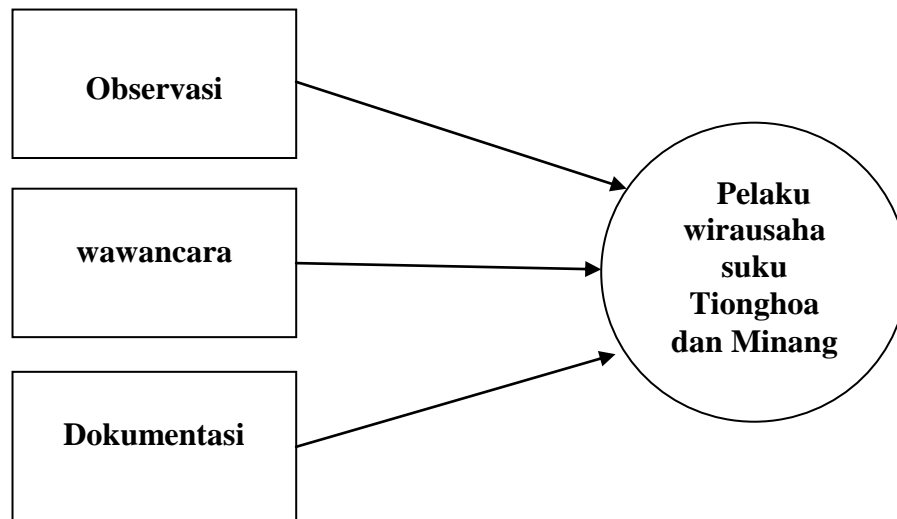 Observasi
wawancara
Dokumentasi
Pelaku
wirausaha
suku
Tionghoa
dan Minang